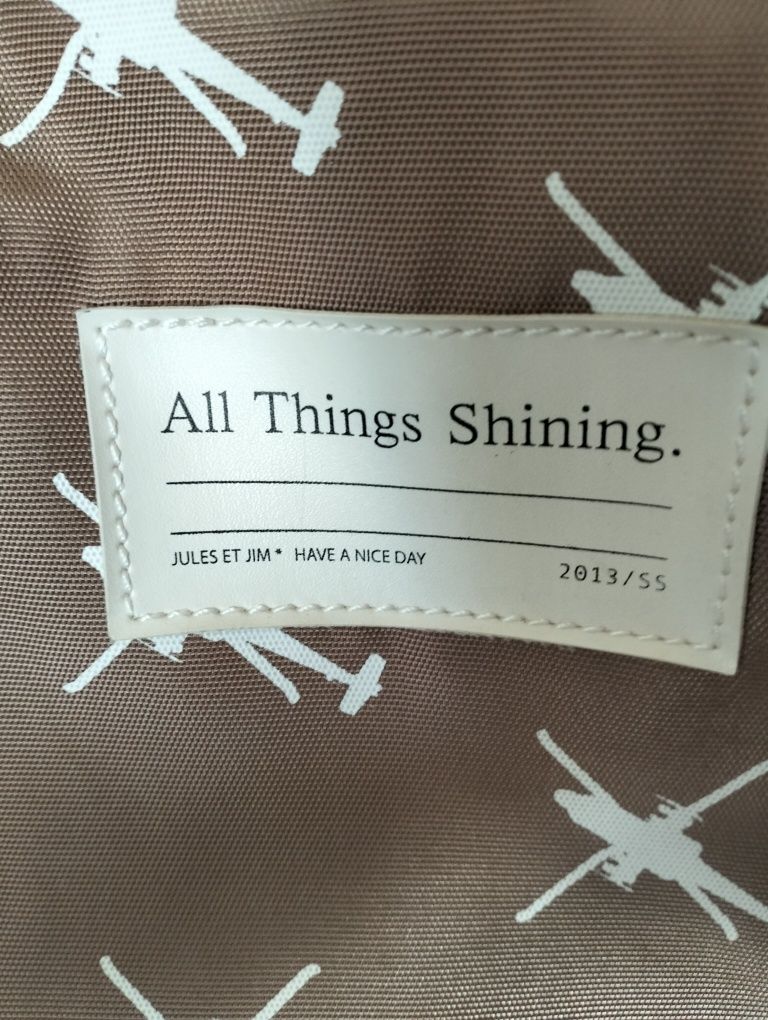 All Things Shining.
JULES ET JIM * HAVE A NICE DAY
2013/SS